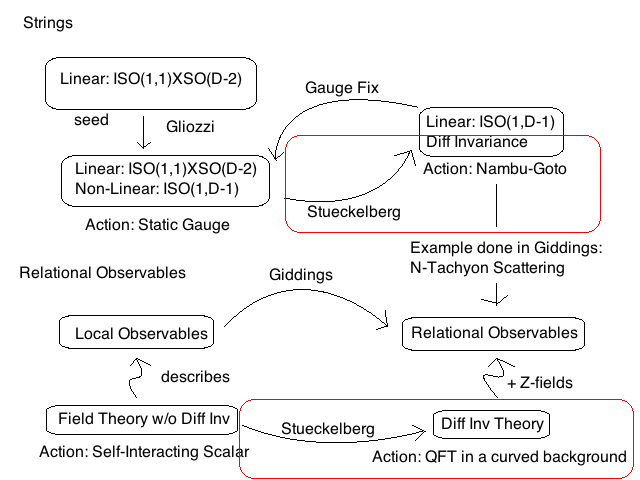 Strings
Linear: ISO(1,1)XSO(D-2)
seed
Gliozzi
Linear: ISO(1,1)XSO(D-2)
Non-Linear: ISO(1,D-1)
Action: Static Gauge
Gauge Fix
Linear: ISO(1,D-1)
Diff Invariance
Action: Nambu-Goto
Stueckelberg
Example done in Giddings:
N-Tachyon Scattering
Relational Observables
Giddings
Local Observables
Relational Observables
describes
+ Z-fields
Field Theory w/o Diff Inv
Action: Self-Interacting Scalar
Stueckelberg
Diff Inv Theory
Action: QFT in a curved background